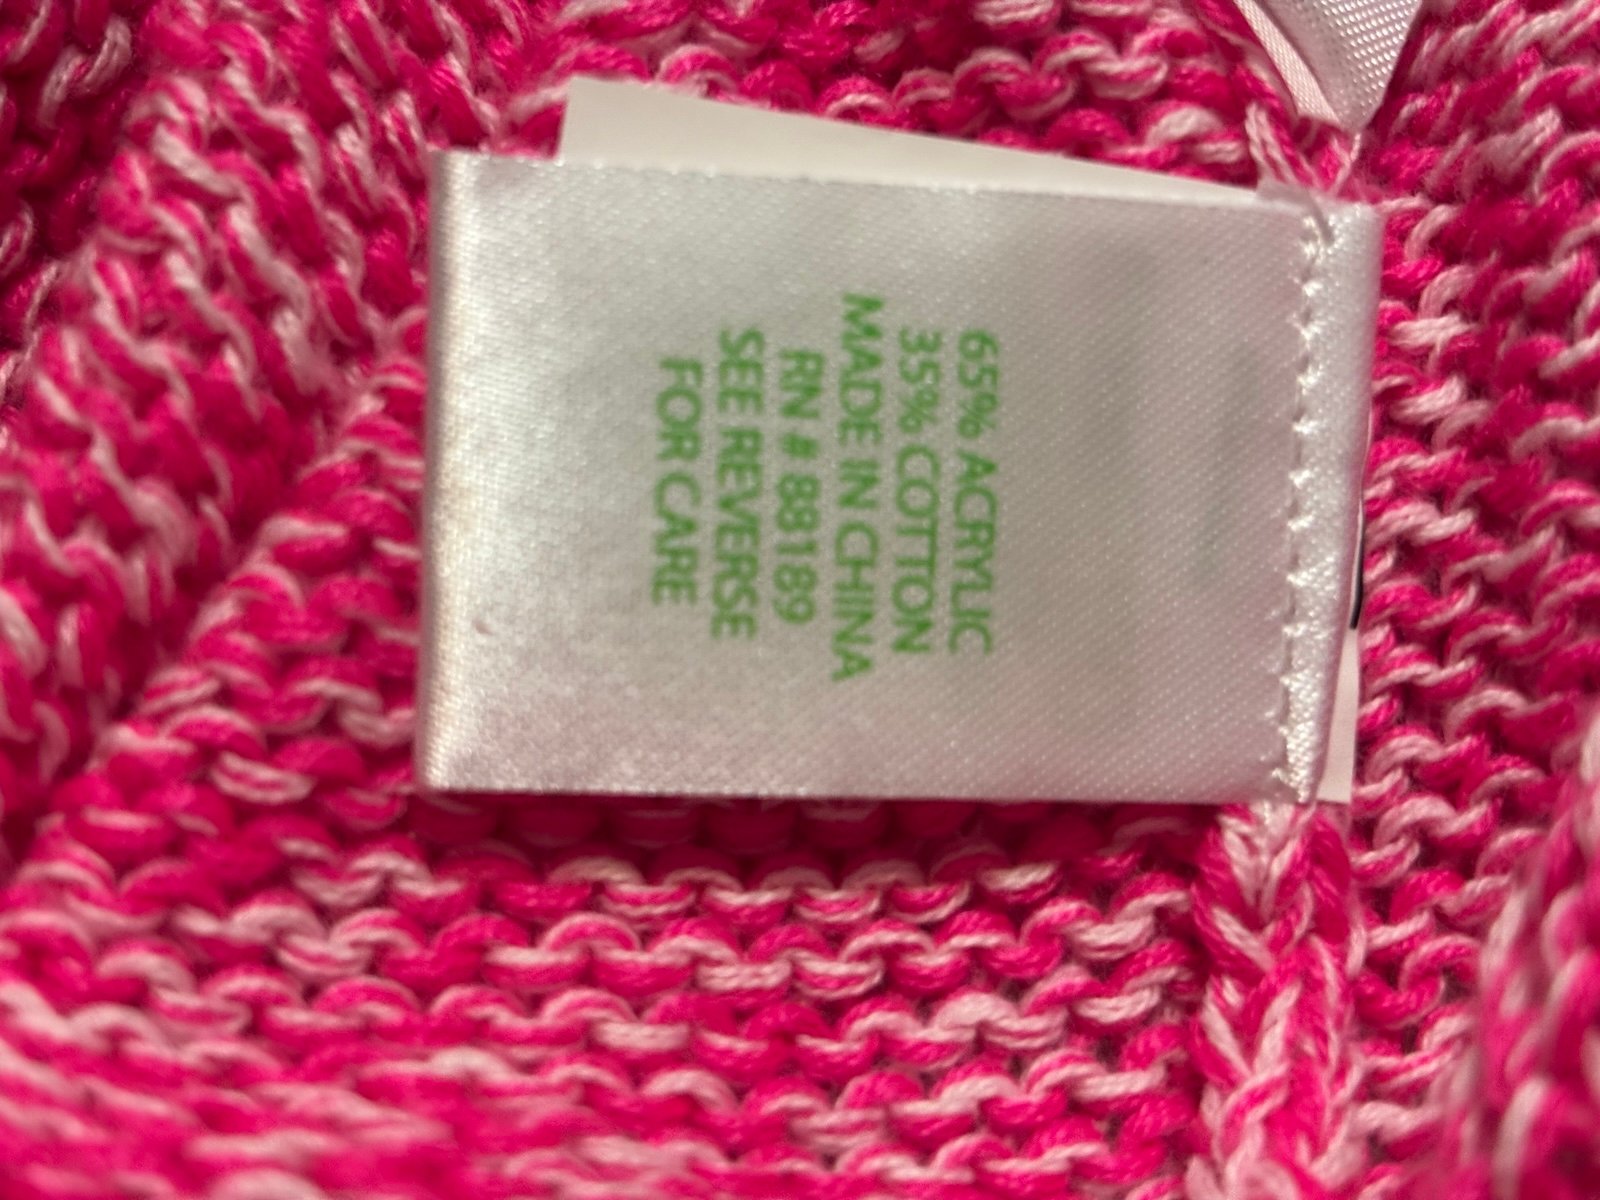 65% ACRYLIC
35% COTTON
MADE IN CHINA
RN # 88189
SEE REVERSE
FOR CARE